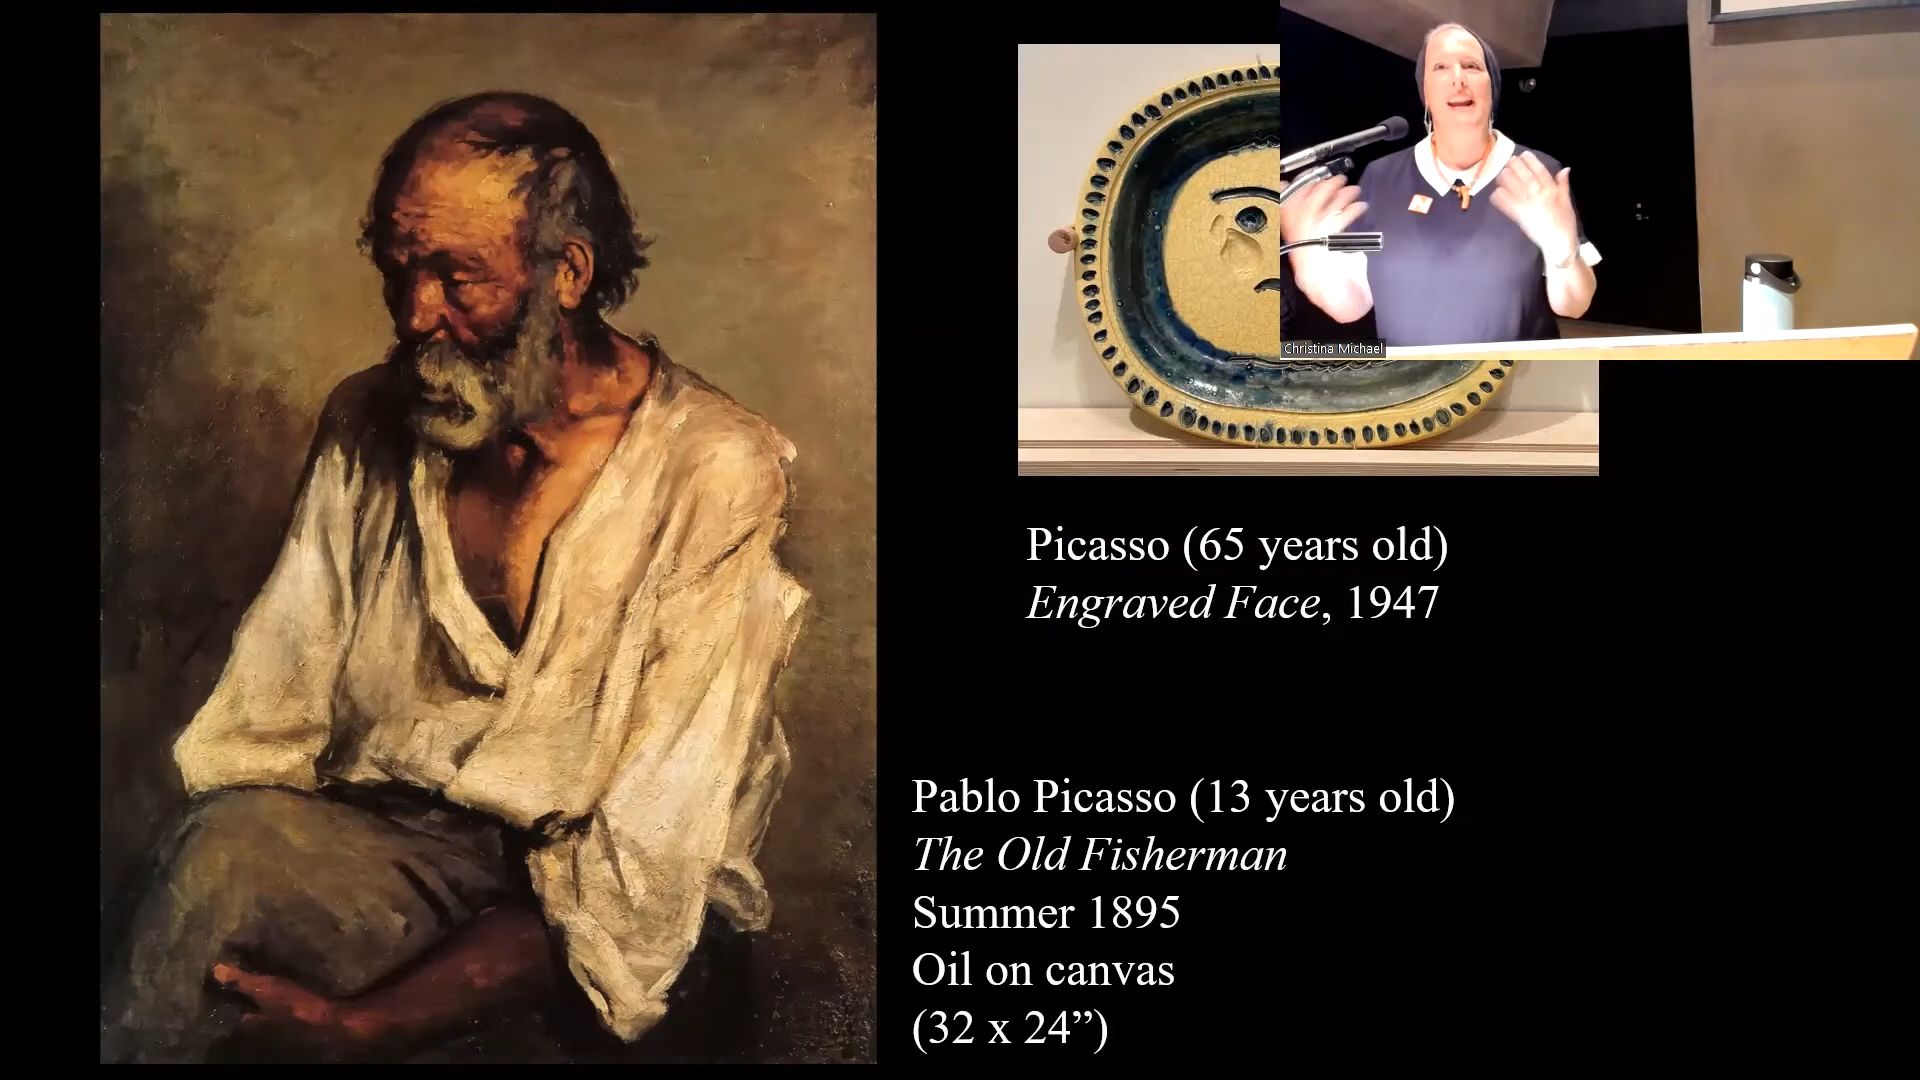 Christina Michael
Picasso (65 years old)
Engraved Face, 1947
Pablo Picasso (13 years old)
The Old Fisherman
Summer 1895
Oil on canvas
(32 x 24”)